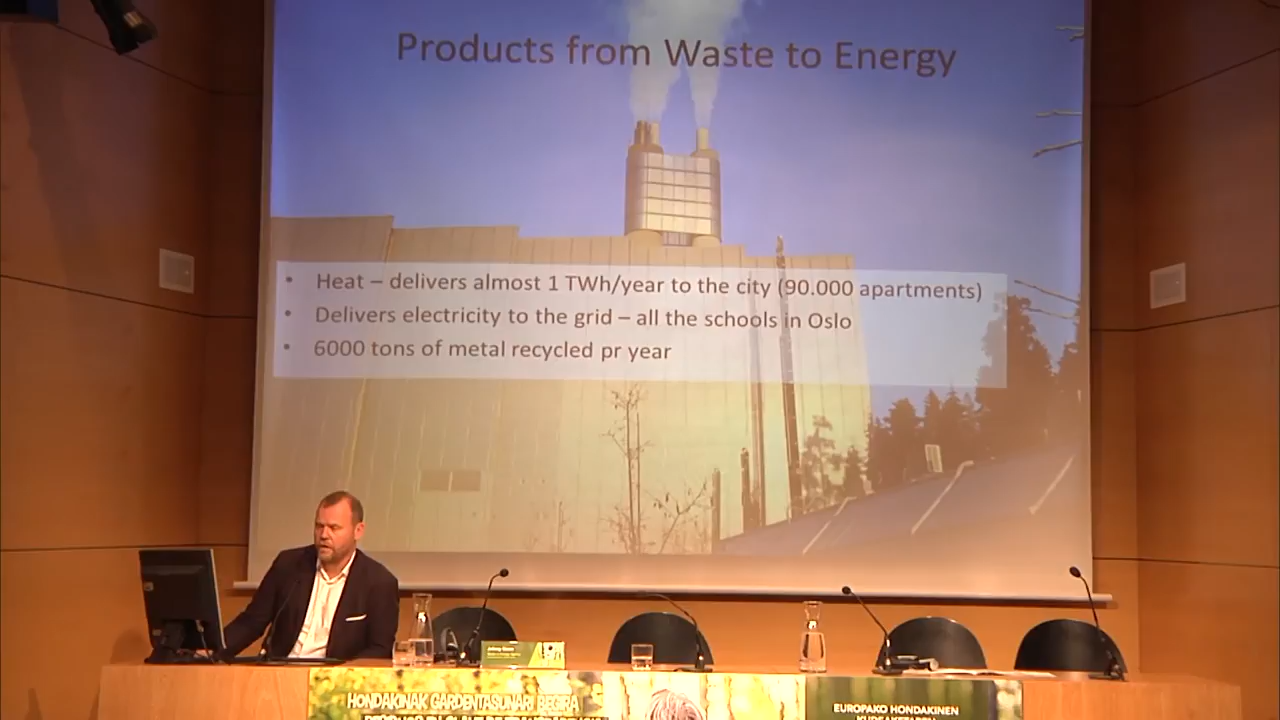 Products from Waste to Energy
• Heat – delivers almost 1 TWh/year to the city (90.000 apartments)
• Delivers electricity to the grid – all the schools in Oslo
• 6000 tons of metal recycled pr year
HONDAKINAK GARDENTASUNARI BEGIRA
EUROPAKO HONDAKINEN